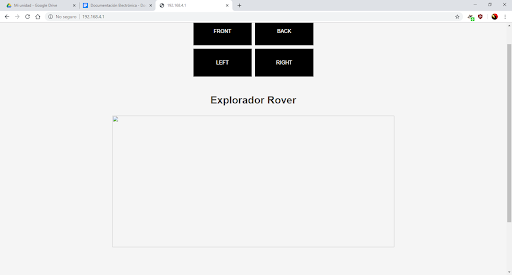 Mi unidad - Google Drive
Documentación Electrónica - Do
192.168.4.1
No seguro | 192.168.4.1
FRONT
BACK
LEFT
RIGHT
Explorador Rover